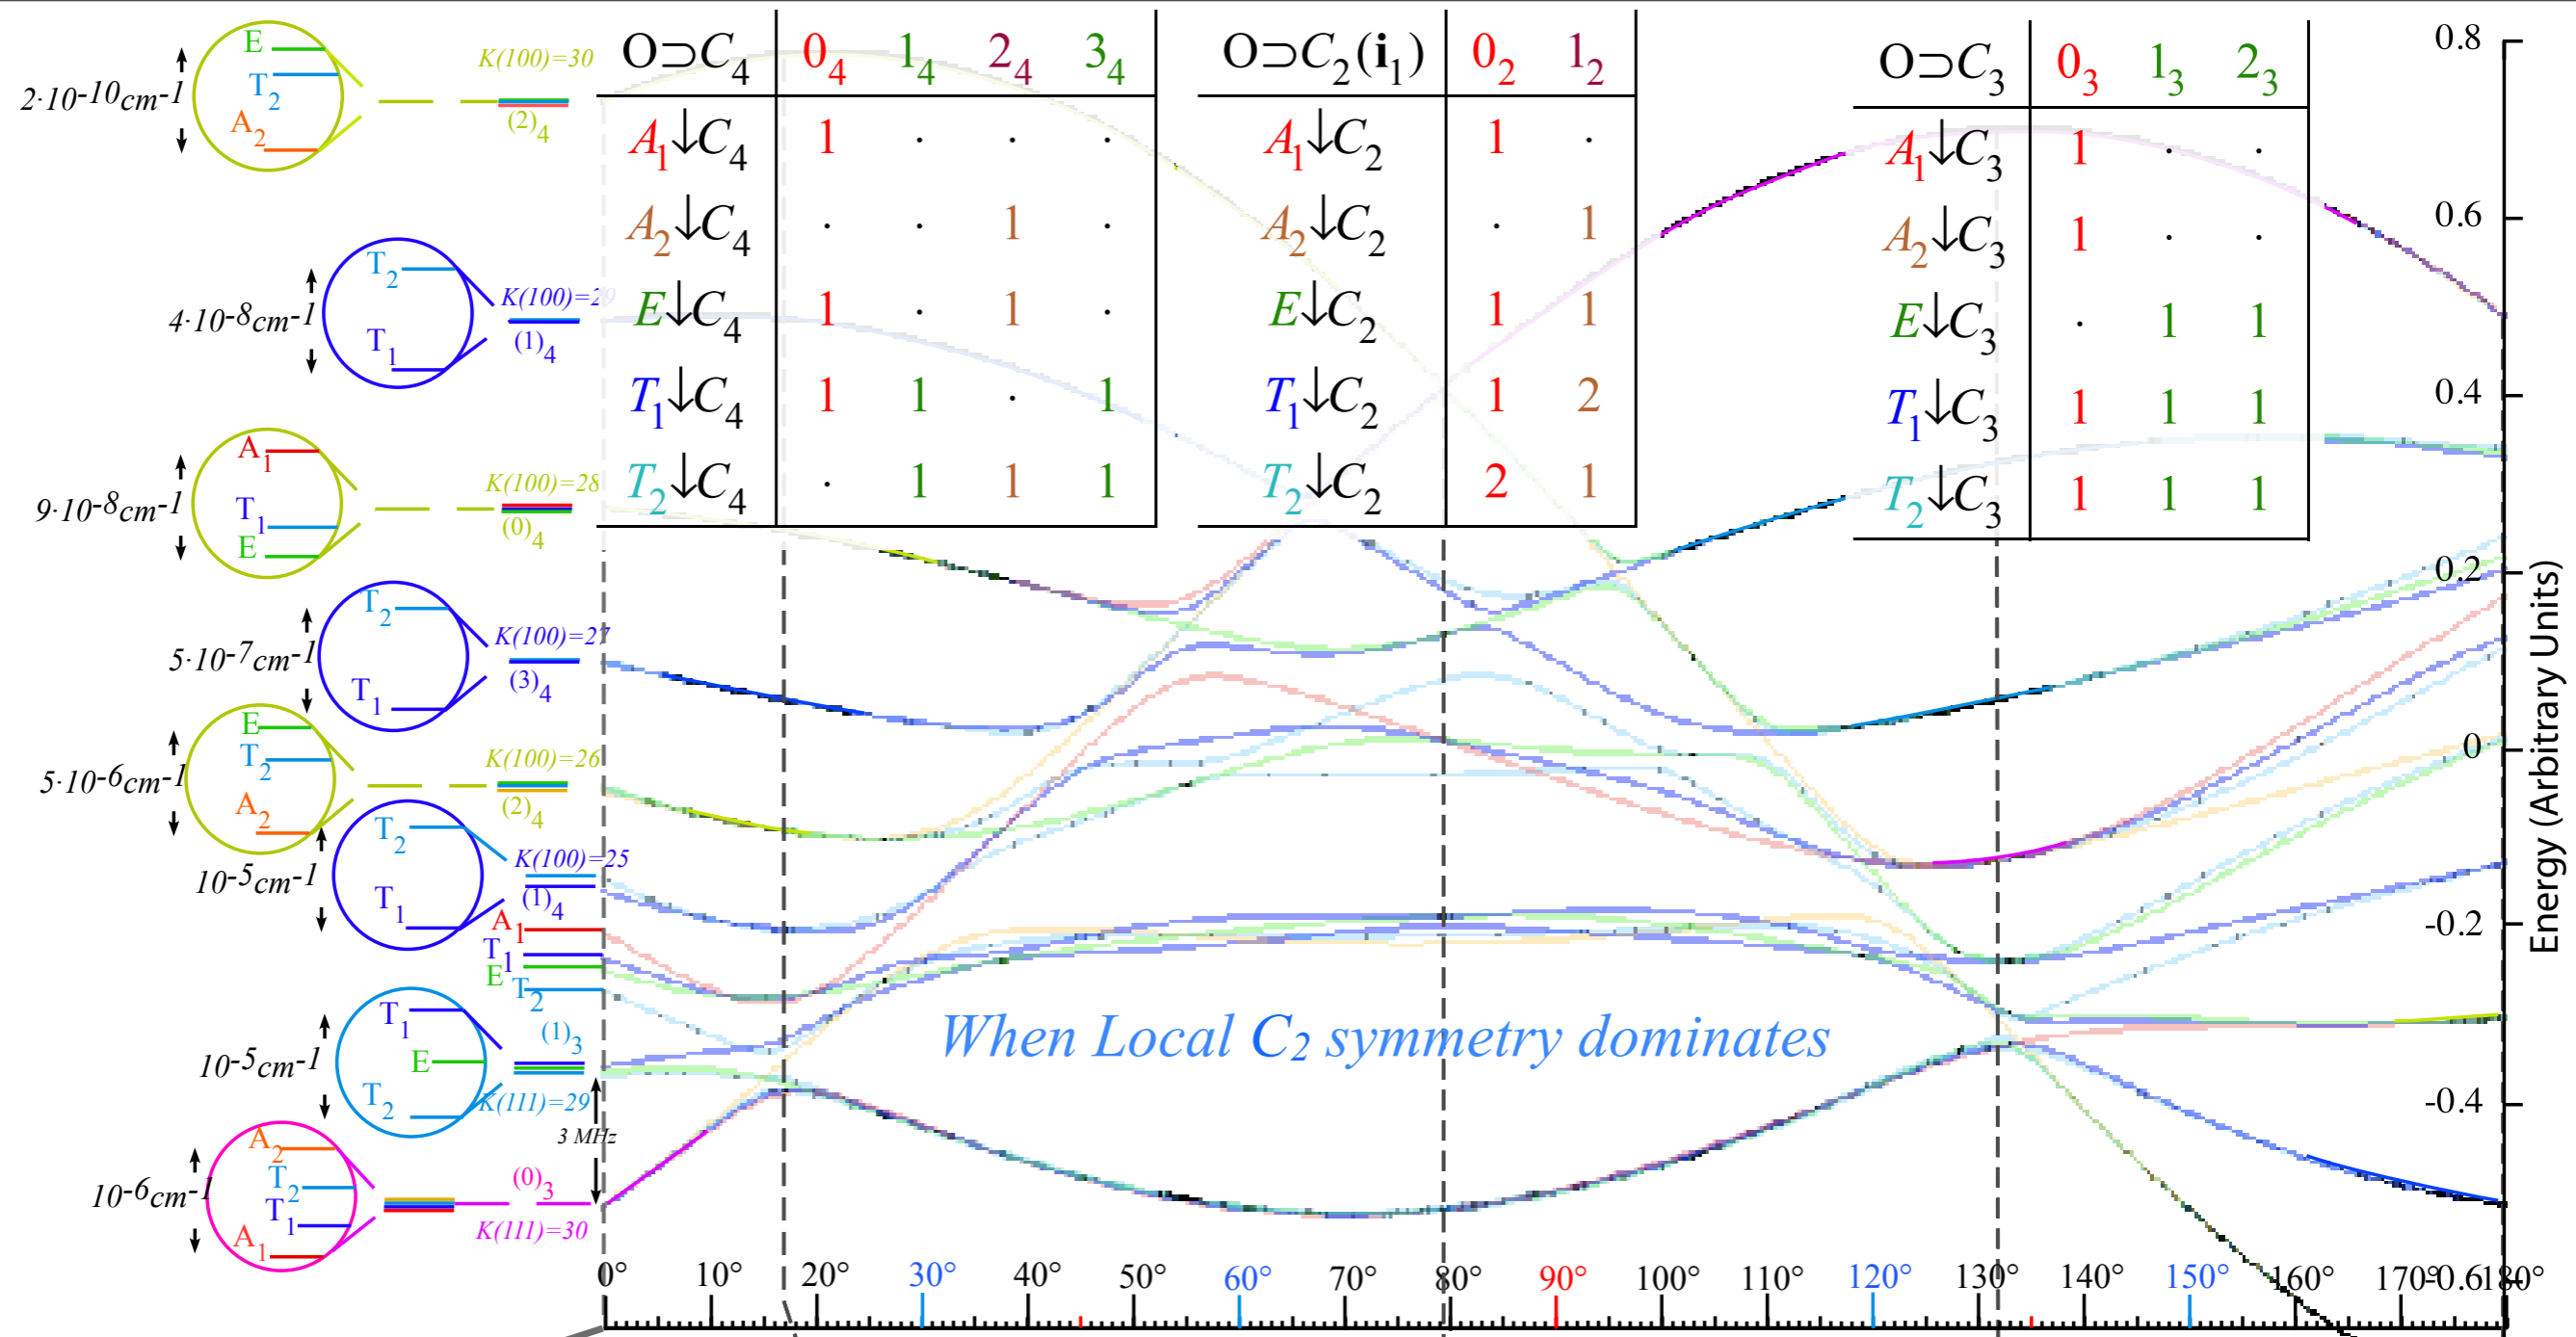 E
T2
A2
2·10-10cm-1
K(100)=30
(2)4
T2
T1
4·10-8cm-1
K(100)=29
(1)4
A1
T1
E
9·10-8cm-1
K(100)=28
(0)4
T2
T1
5·10-7cm-1
K(100)=27
(3)4
E
T2
A2
5·10-6cm-1
K(100)=26
(2)4
T2
T1
10-5cm-1
K(100)=25
(1)4
A1
T1
E
T2
T1
E
T2
10-5cm-1
(1)3
K(111)=29
3 MHz
A2
T2
T1
A1
10-6cm-1
(0)3
K(111)=30
O⊃C4 04 14 24 34
A1↓C4 1 · · ·
A2↓C4 · · 1 ·
E↓C4 1 · 1 ·
T1↓C4 1 1 · 1
T2↓C4 · 1 1 1
O⊃C2(i1) 02 12
A1↓C2 1 ·
A2↓C2 · 1
E↓C2 1 1
T1↓C2 1 2
T2↓C2 2 1
O⊃C3 03 13 23
A1↓C3 1 · ·
A2↓C3 1 · ·
E↓C3 · 1 1
T1↓C3 1 1 1
T2↓C3 1 1 1
When Local C2 symmetry dominates
0.8
0.6
0.4
0.2
0
-0.2
-0.4
-0.6
Energy (Arbitrary Units)
0° 10° 20° 30° 40° 50° 60° 70° 80° 90° 100° 110° 120° 130° 140° 150° 160° 170° 180°